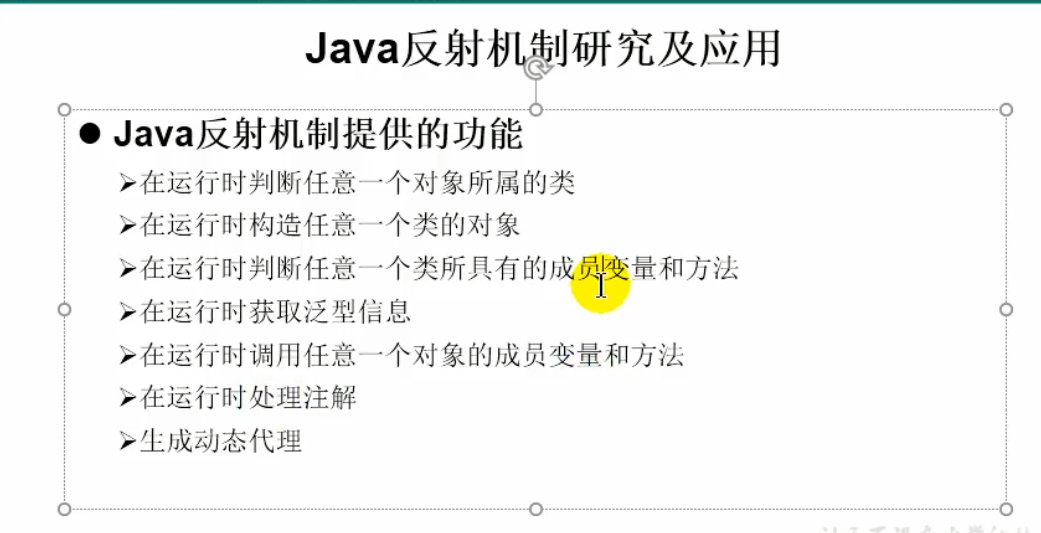 Java反射机制研究及应用
● Java反射机制提供的功能
➢在运行时判断任意一个对象所属的类
➢在运行时构造任意一个类的对象
➢在运行时判断任意一个类所具有的成员变量和方法
➢在运行时获取泛型信息
➢在运行时调用任意一个对象的成员变量和方法
➢在运行时处理注解
➢生成动态代理